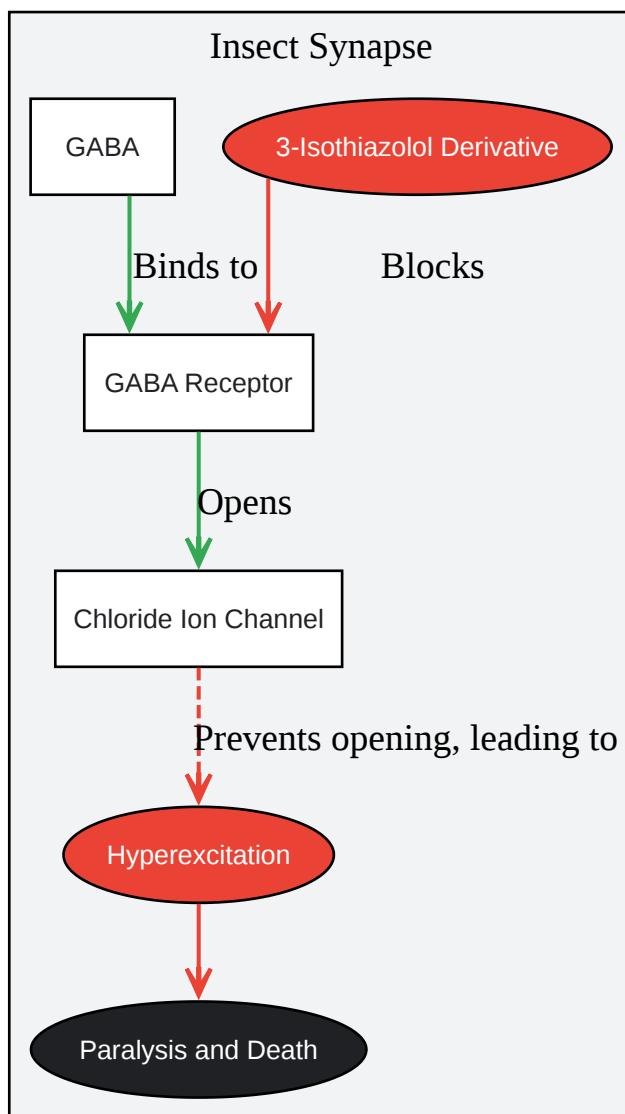 Insect Synapse
GABA
3-Isothiazolol Derivative
Binds to
Blocks
GABA Receptor
Opens
Chloride Ion Channel
Prevents opening, leading to
Hyperexcitation
Paralysis and Death